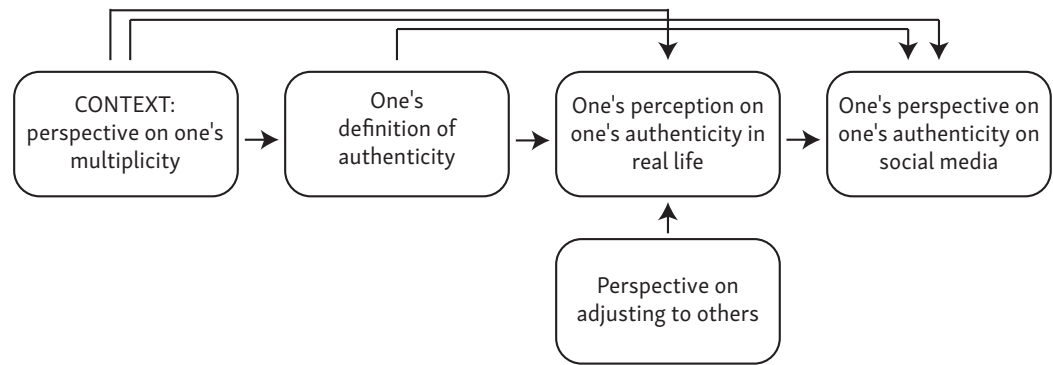 CONTEXT:
perspective on one's
multiplicity
One's
definition of
authenticity
One's perception on
one's authenticity in
real life
One's perspective on
one's authenticity on
social media
Perspective on
adjusting to others